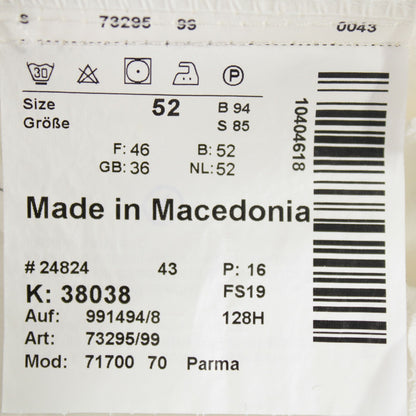 S 73295 99 0043
30 P
Size 52 B 94
Größe S 85
F: 46 B: 52
GB: 36 NL: 52
10404618
Made in Macedonia
# 24824 43 P: 16
K: 38038 FS19
Auf: 991494/8 128H
Art: 73295/99
Mod: 71700 70 Parma